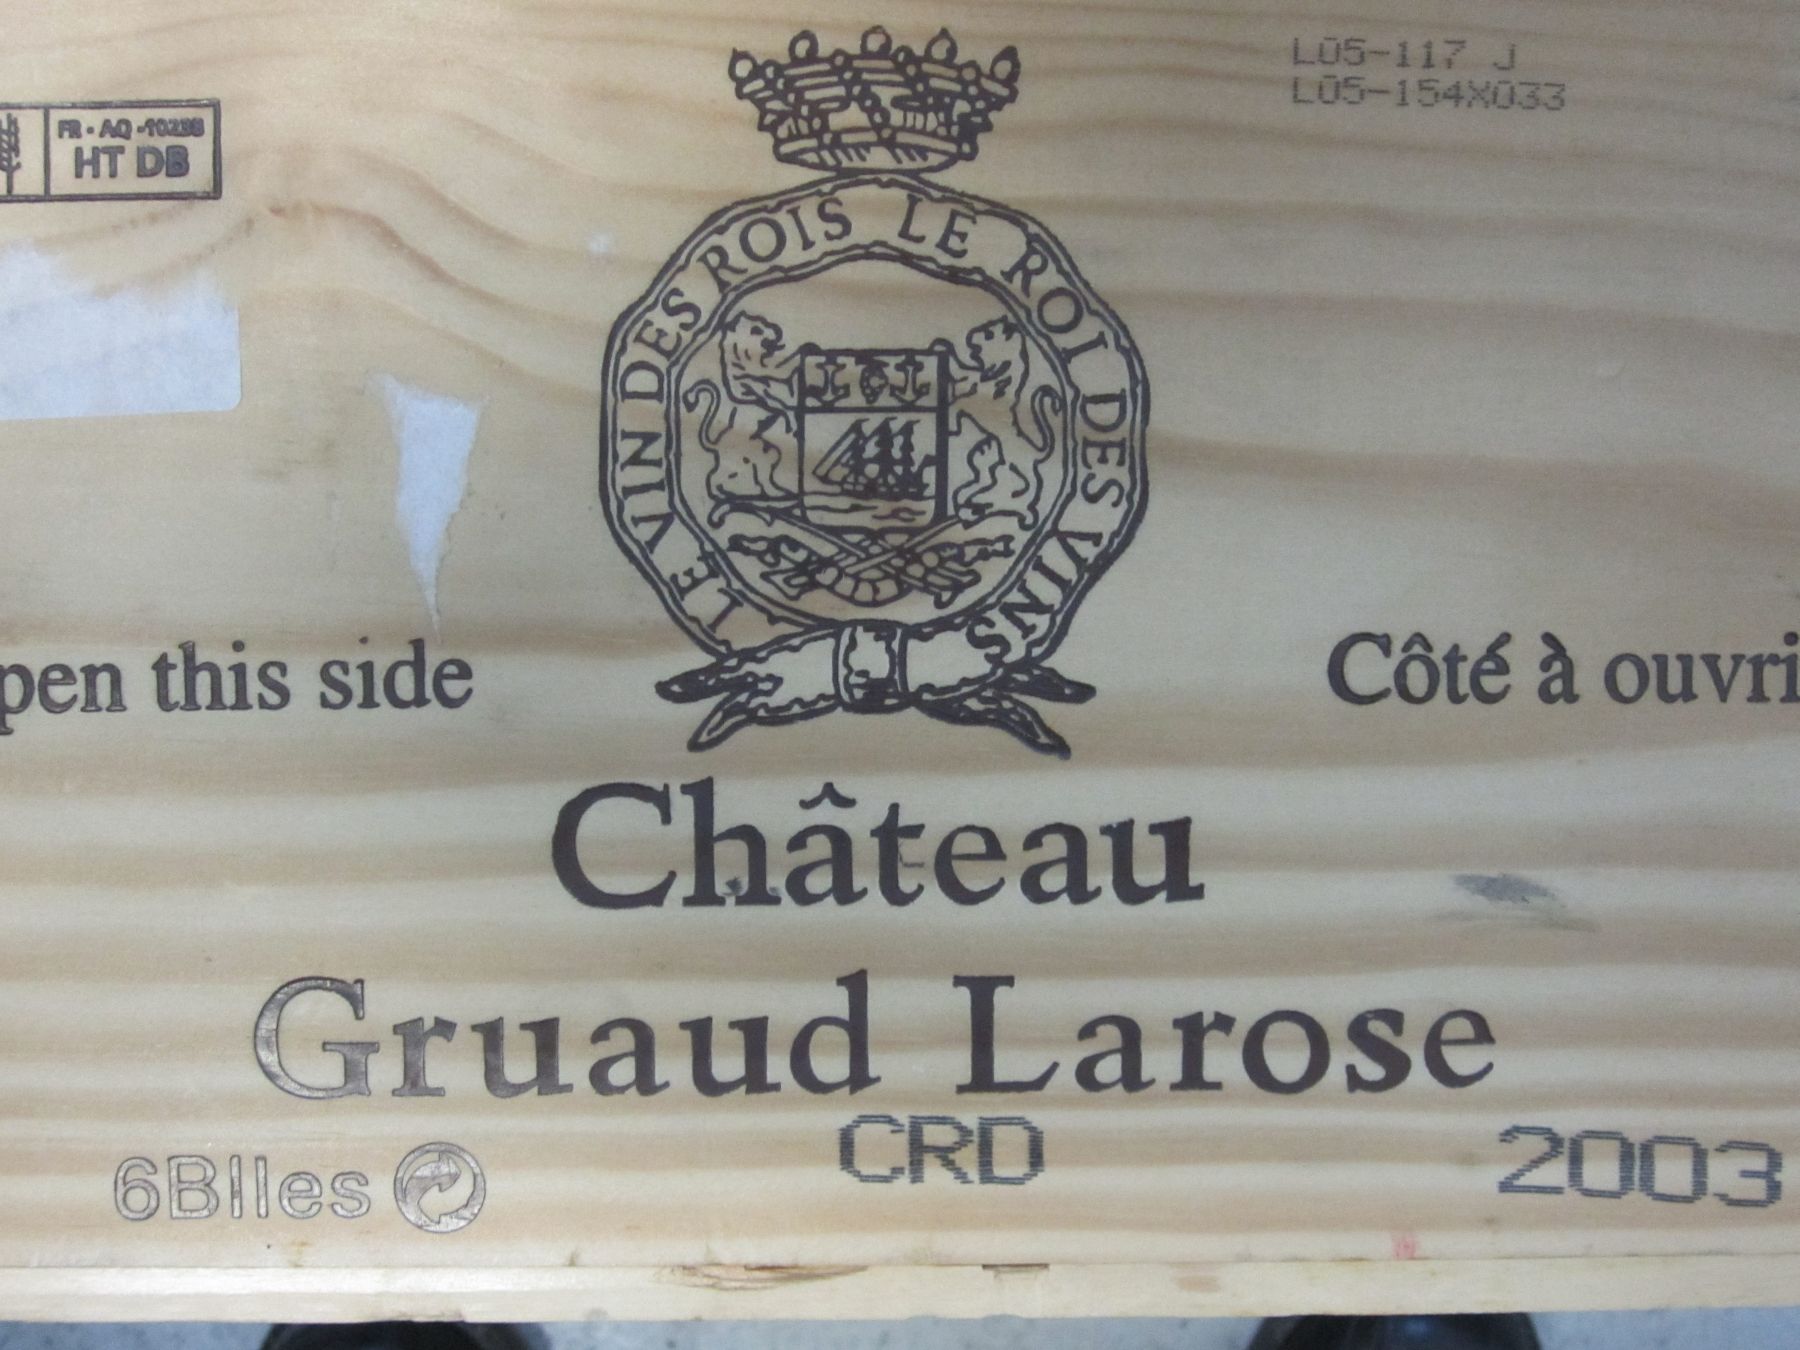 L05-117 J
L05-154X033
FR - AQ -10238
HT DB
LE VIN DES ROIS LE ROI DES VINS
pen this side
Côté à ouvri
Château
Gruaud Larose
CRD
6Blles
2003